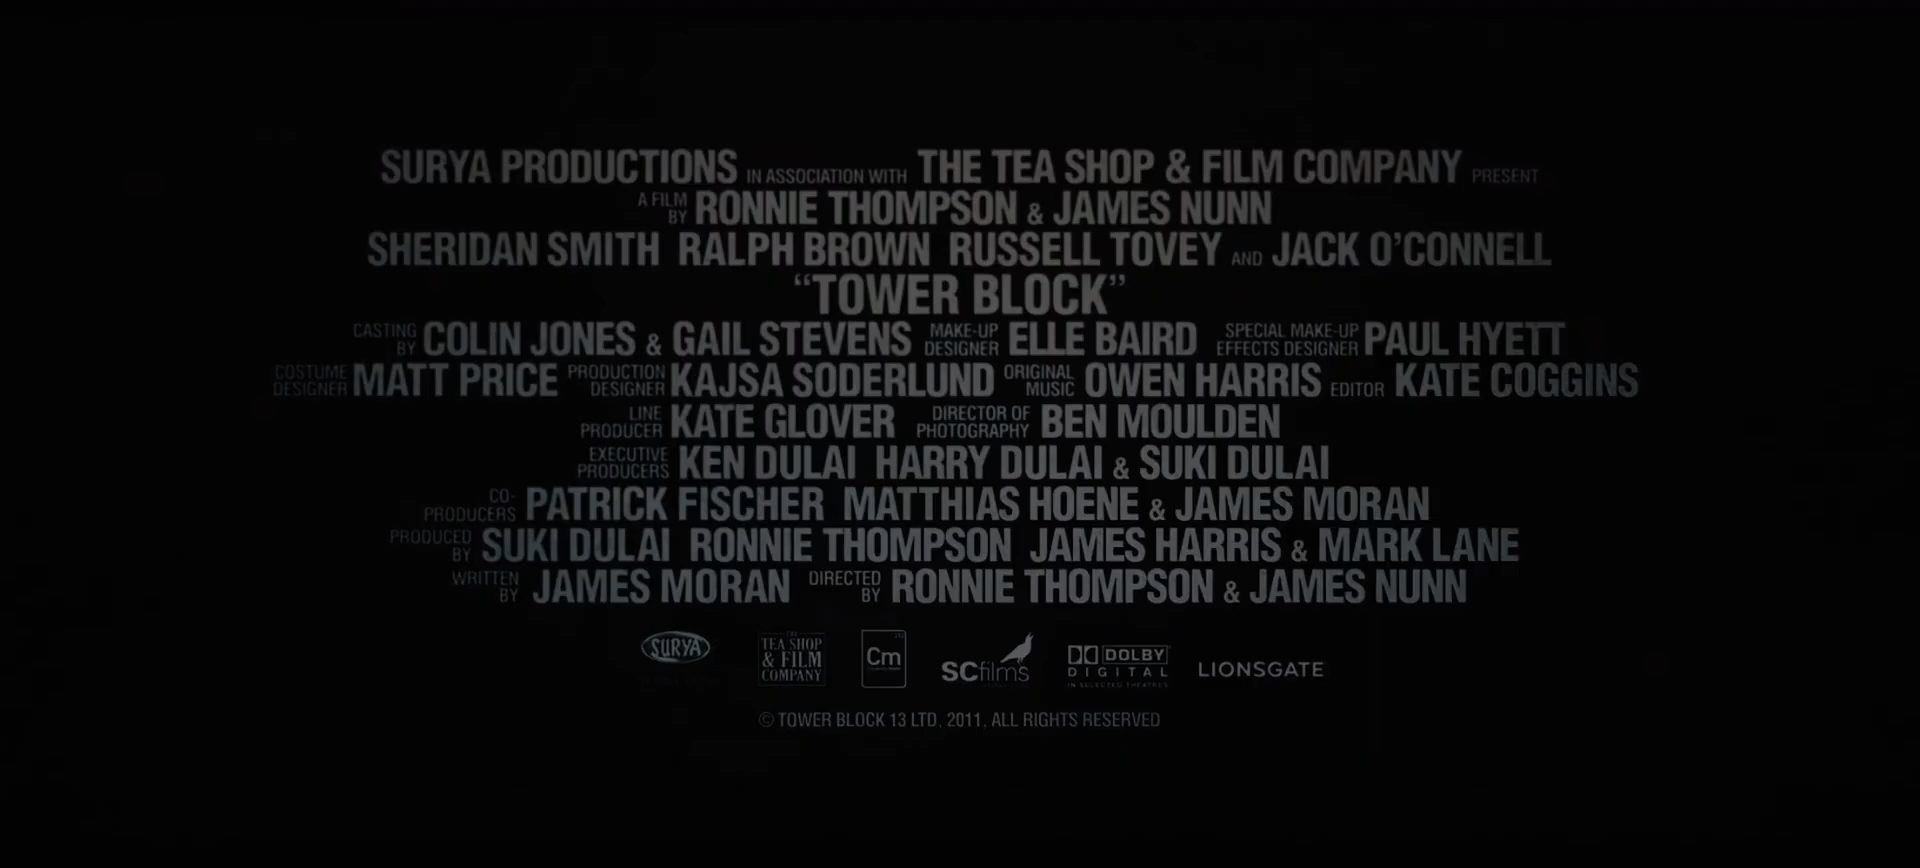 SURYA PRODUCTIONS IN ASSOCIATION WITH THE TEA SHOP & FILM COMPANY PRESENT
A FILM BY RONNIE THOMPSON & JAMES NUNN
SHERIDAN SMITH RALPH BROWN RUSSELL TOVEY AND JACK O'CONNELL
“TOWER BLOCK”
CASTING BY COLIN JONES & GAIL STEVENS MAKE-UP DESIGNER ELLE BAIRD SPECIAL MAKE-UP EFFECTS DESIGNER PAUL HYETT
COSTUME DESIGNER MATT PRICE PRODUCTION DESIGNER KAJSA SODERLUND ORIGINAL MUSIC OWEN HARRIS EDITOR KATE COGGINS
LINE PRODUCER KATE GLOVER DIRECTOR OF PHOTOGRAPHY BEN MOULDEN
EXECUTIVE PRODUCERS KEN DULAI HARRY DULAI & SUKI DULAI
CO-PRODUCERS PATRICK FISCHER MATTHIAS HOENE & JAMES MORAN
PRODUCED BY SUKI DULAI RONNIE THOMPSON JAMES HARRIS & MARK LANE
WRITTEN BY JAMES MORAN DIRECTED BY RONNIE THOMPSON & JAMES NUNN
SURYA THE TEA SHOP & FILM COMPANY Cm SCfilms DOLBY DIGITAL IN SELECTED THEATRES LIONSGATE
© TOWER BLOCK 13 LTD, 2011, ALL RIGHTS RESERVED